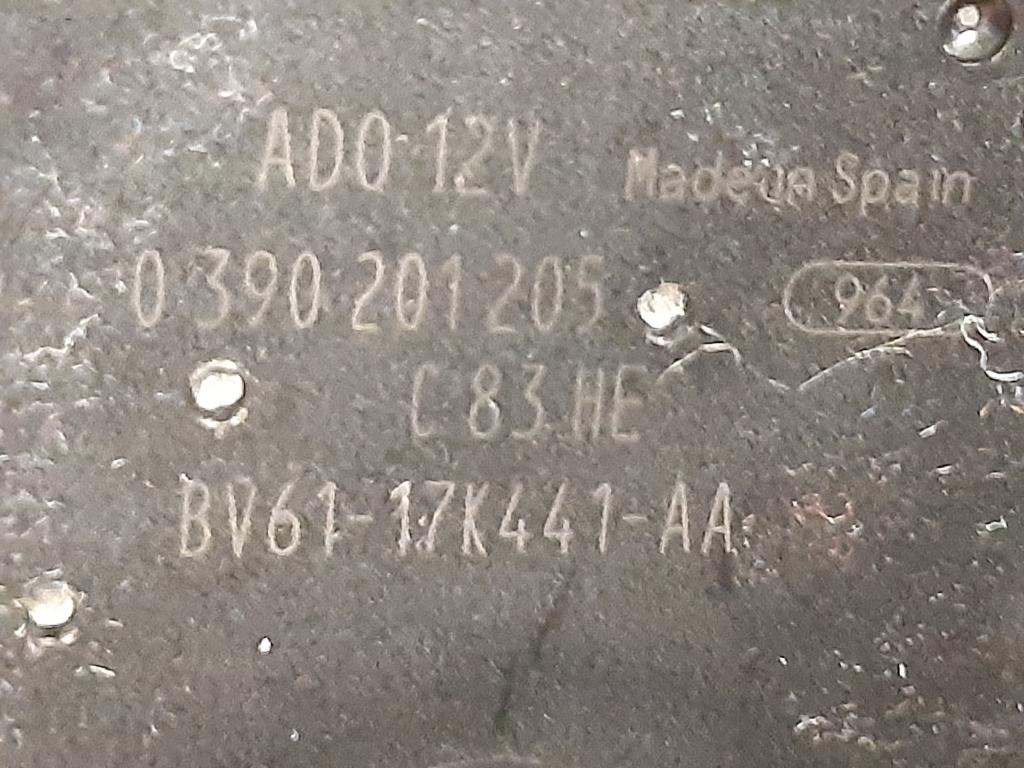 ADO 12V
Made in Spain
0 390 201 205
964
C 83 HE
BV61-17K441-AA